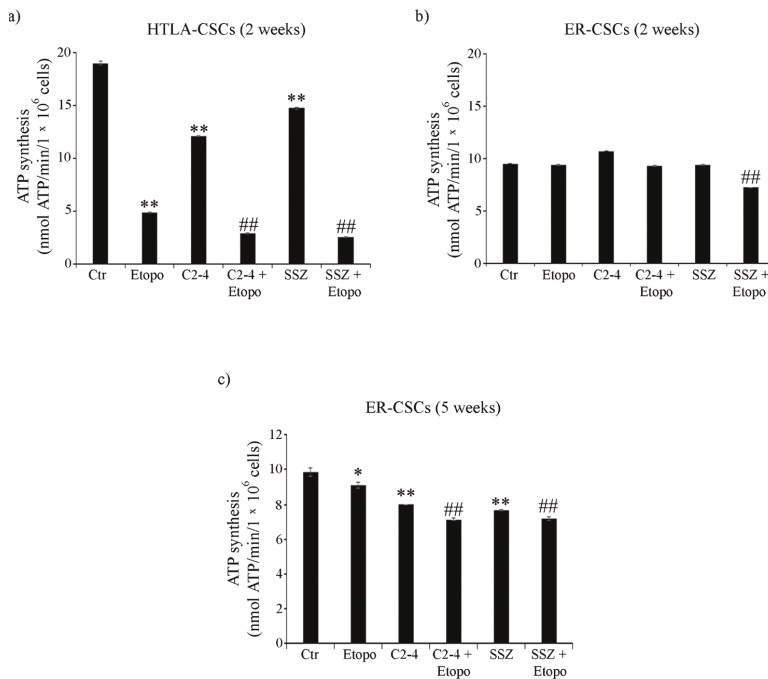 a)
HTLA-CSCs (2 weeks)
ATP synthesis
(nmol ATP/min/1 × 10⁶ cells)
20
15
10
5
0
**
**
##
**
##
Ctr Etopo C2-4 C2-4 + Etopo SSZ SSZ + Etopo
b)
ER-CSCs (2 weeks)
ATP synthesis
(nmol ATP/min/1 × 10⁶ cells)
20
15
10
5
0
##
Ctr Etopo C2-4 C2-4 + Etopo SSZ SSZ + Etopo
c)
ER-CSCs (5 weeks)
ATP synthesis
(nmol ATP/min/1 × 10⁶ cells)
12
10
8
6
4
2
0
*
**
##
**
##
Ctr Etopo C2-4 C2-4 + Etopo SSZ SSZ + Etopo